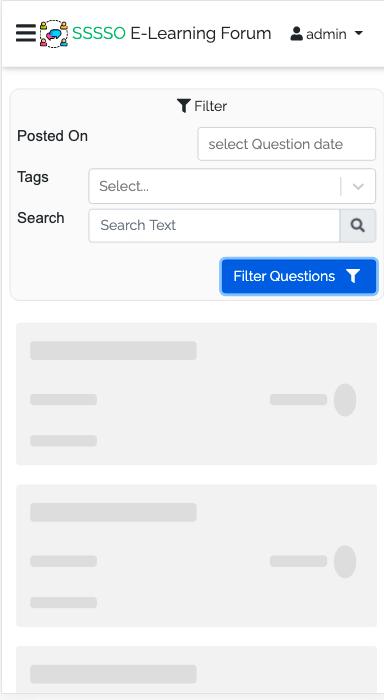 SSSSO E-Learning Forum admin
Filter
Posted On select Question date
Tags Select...
Search Search Text
Filter Questions